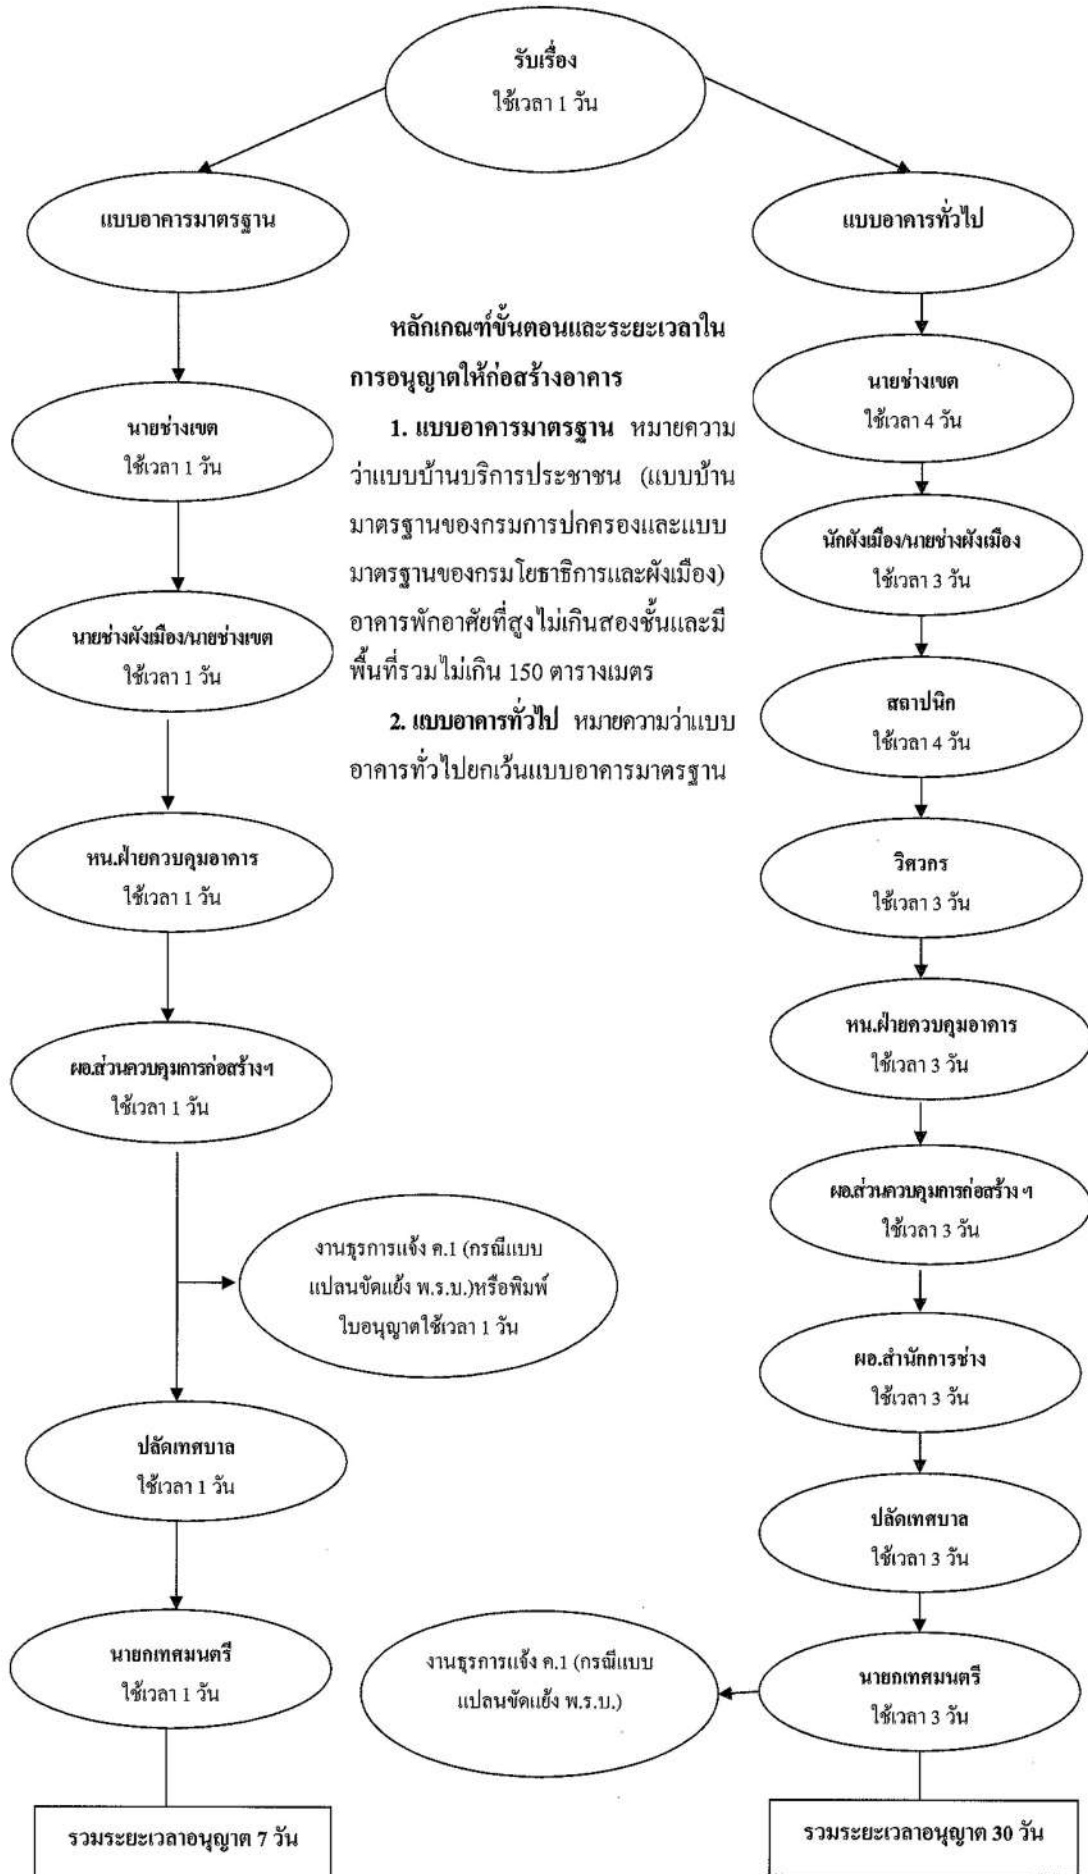 รับเรื่อง
ใช้เวลา 1 วัน
แบบอาคารมาตรฐาน
แบบอาคารทั่วไป
หลักเกณฑ์ขั้นตอนและระยะเวลาใน
การอนุญาตให้ก่อสร้างอาคาร
1. แบบอาคารมาตรฐาน หมายความ
ว่าแบบบ้านบริการประชาชน (แบบบ้าน
มาตรฐานของกรมการปกครองและแบบ
มาตรฐานของกรมโยธาธิการและผังเมือง)
อาคารพักอาศัยที่สูงไม่เกินสองชั้นและมี
พื้นที่รวมไม่เกิน 150 ตารางเมตร
2. แบบอาคารทั่วไป หมายความว่าแบบ
อาคารทั่วไปยกเว้นแบบอาคารมาตรฐาน
นายช่างเขต
ใช้เวลา 1 วัน
นายช่างผังเมือง/นายช่างเขต
ใช้เวลา 1 วัน
หน.ฝ่ายควบคุมอาคาร
ใช้เวลา 1 วัน
ผอ.ส่วนควบคุมการก่อสร้างฯ
ใช้เวลา 1 วัน
งานธุรการแจ้ง ค.1 (กรณีแบบ
แปลนขัดแย้ง พ.ร.บ.)หรือพิมพ์
ใบอนุญาตใช้เวลา 1 วัน
ปลัดเทศบาล
ใช้เวลา 1 วัน
นายกเทศมนตรี
ใช้เวลา 1 วัน
รวมระยะเวลาอนุญาต 7 วัน
นายช่างเขต
ใช้เวลา 4 วัน
นักผังเมือง/นายช่างผังเมือง
ใช้เวลา 3 วัน
สถาปนิก
ใช้เวลา 4 วัน
วิศวกร
ใช้เวลา 3 วัน
หน.ฝ่ายควบคุมอาคาร
ใช้เวลา 3 วัน
ผอ.ส่วนควบคุมการก่อสร้าง ฯ
ใช้เวลา 3 วัน
ผอ.สำนักการช่าง
ใช้เวลา 3 วัน
ปลัดเทศบาล
ใช้เวลา 3 วัน
นายกเทศมนตรี
ใช้เวลา 3 วัน
งานธุรการแจ้ง ค.1 (กรณีแบบ
แปลนขัดแย้ง พ.ร.บ.)
รวมระยะเวลาอนุญาต 30 วัน